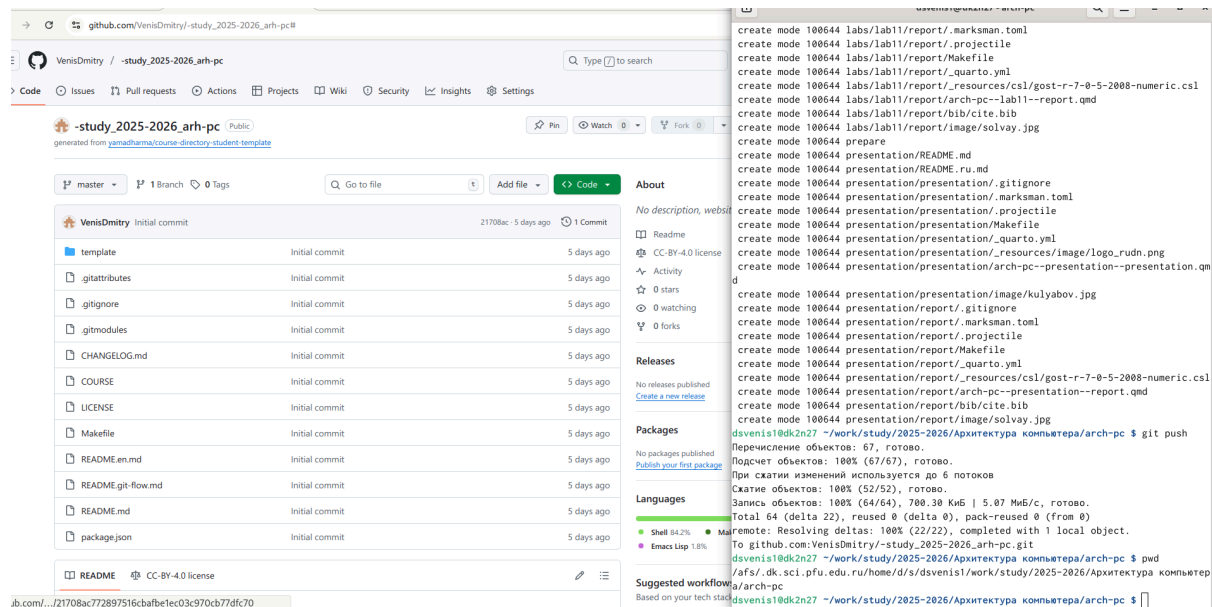 github.com/VenisDmitry/-study_2025-2026_arh-pc#
VenisDmitry / -study_2025-2026_arh-pc
Type / to search
Code Issues Pull requests Actions Projects Wiki Security Insights Settings
-study_2025-2026_arh-pc Public
Pin Watch 0 Fork 0
generated from yamadharma/course-directory-student-template
master 1 Branch 0 Tags Go to file t Add file Code
VenisDmitry Initial commit 21708ac · 5 days ago 1 Commit
template Initial commit 5 days ago
.gitattributes Initial commit 5 days ago
.gitignore Initial commit 5 days ago
.gitmodules Initial commit 5 days ago
CHANGELOG.md Initial commit 5 days ago
COURSE Initial commit 5 days ago
LICENSE Initial commit 5 days ago
Makefile Initial commit 5 days ago
README.en.md Initial commit 5 days ago
README.git-flow.md Initial commit 5 days ago
README.md Initial commit 5 days ago
package.json Initial commit 5 days ago
README CC-BY-4.0 license
ub.com/.../21708ac772897516cbafbe1ec03c970cb77dfc70
About
No description, websit
Readme
CC-BY-4.0 license
Activity
0 stars
0 watching
0 forks
Releases
No releases published
Create a new release
Packages
No packages published
Publish your first package
Languages
Shell 84.2% Mak
Emacs Lisp 1.8%
Suggested workflow
Based on your tech stack
create mode 100644 labs/lab11/report/.marksman.toml
create mode 100644 labs/lab11/report/.projectile
create mode 100644 labs/lab11/report/Makefile
create mode 100644 labs/lab11/report/_quarto.yml
create mode 100644 labs/lab11/report/_resources/csl/gost-r-7-0-5-2008-numeric.csl
create mode 100644 labs/lab11/report/arch-pc--lab11--report.qmd
create mode 100644 labs/lab11/report/bib/cite.bib
create mode 100644 labs/lab11/report/image/solvay.jpg
create mode 100644 prepare
create mode 100644 presentation/README.md
create mode 100644 presentation/README.ru.md
create mode 100644 presentation/presentation/.gitignore
create mode 100644 presentation/presentation/.marksman.toml
create mode 100644 presentation/presentation/.projectile
create mode 100644 presentation/presentation/Makefile
create mode 100644 presentation/presentation/_quarto.yml
create mode 100644 presentation/presentation/_resources/image/logo_rudn.png
create mode 100644 presentation/presentation/arch-pc--presentation--presentation.qm
d
create mode 100644 presentation/presentation/image/kulyabov.jpg
create mode 100644 presentation/report/.gitignore
create mode 100644 presentation/report/.marksman.toml
create mode 100644 presentation/report/.projectile
create mode 100644 presentation/report/Makefile
create mode 100644 presentation/report/_quarto.yml
create mode 100644 presentation/report/_resources/csl/gost-r-7-0-5-2008-numeric.csl
create mode 100644 presentation/report/arch-pc--presentation--report.qmd
create mode 100644 presentation/report/bib/cite.bib
create mode 100644 presentation/report/image/solvay.jpg
dsvenis1@dk2n27 ~/work/study/2025-2026/Архитектура компьютера/arch-pc $ git push
Перечисление объектов: 67, готово.
Подсчет объектов: 100% (67/67), готово.
При сжатии изменений используется до 6 потоков
Сжатие объектов: 100% (52/52), готово.
Запись объектов: 100% (64/64), 700.30 КиБ | 5.07 МиБ/с, готово.
Total 64 (delta 22), reused 0 (delta 0), pack-reused 0 (from 0)
remote: Resolving deltas: 100% (22/22), completed with 1 local object.
To github.com:VenisDmitry/-study_2025-2026_arh-pc.git
dsvenis1@dk2n27 ~/work/study/2025-2026/Архитектура компьютера/arch-pc $ pwd
/afs/.dk.sci.pfu.edu.ru/home/d/s/dsvenis1/work/study/2025-2026/Архитектура компьютер
а/arch-pc
dsvenis1@dk2n27 ~/work/study/2025-2026/Архитектура компьютера/arch-pc $